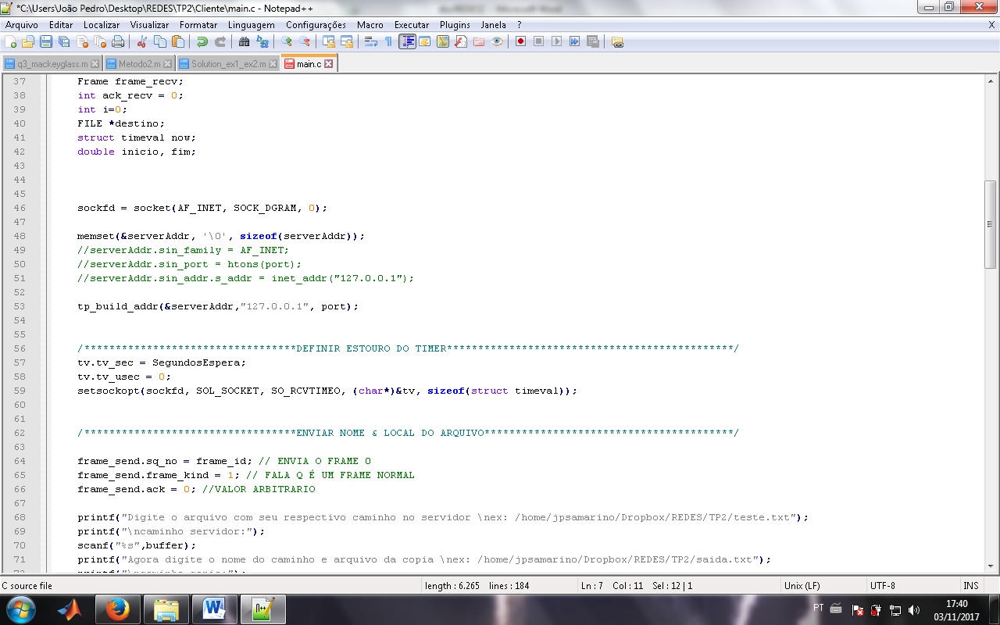 *C:\Users\João Pedro\Desktop\REDES\TP2\Cliente\main.c - Notepad++
Arquivo Editar Localizar Visualizar Formatar Linguagem Configurações Macro Executar Plugins Janela ? X
q3_mackeyglass.m Metodo2.m Solution_ex1_ex2.m main.c
37 Frame frame_recv;
38 int ack_recv = 0;
39 int i=0;
40 FILE *destino;
41 struct timeval now;
42 double inicio, fim;
43
44
45
46 sockfd = socket(AF_INET, SOCK_DGRAM, 0);
47
48 memset(&serverAddr, '\0', sizeof(serverAddr));
49 //serverAddr.sin_family = AF_INET;
50 //serverAddr.sin_port = htons(port);
51 //serverAddr.sin_addr.s_addr = inet_addr("127.0.0.1");
52
53 tp_build_addr(&serverAddr,"127.0.0.1", port);
54
55
56 /**********************************DEFINIR ESTOURO DO TIMER**********************************************/
57 tv.tv_sec = SegundosEspera;
58 tv.tv_usec = 0;
59 setsockopt(sockfd, SOL_SOCKET, SO_RCVTIMEO, (char*)&tv, sizeof(struct timeval));
60
61
62 /**********************************ENVIAR NOME & LOCAL DO ARQUIVO****************************************/
63
64 frame_send.sq_no = frame_id; // ENVIA O FRAME 0
65 frame_send.frame_kind = 1; // FALA Q É UM FRAME NORMAL
66 frame_send.ack = 0; //VALOR ARBITRARIO
67
68 printf("Digite o arquivo com seu respectivo caminho no servidor \nex: /home/jpsamarino/Dropbox/REDES/TP2/teste.txt");
69 printf("\ncaminho servidor:");
70 scanf("%s",buffer);
71 printf("Agora digite o nome do caminho e arquivo da copia \nex: /home/jpsamarino/Dropbox/REDES/TP2/saida.txt");
C source file length : 6.265 lines : 184 Ln : 7 Col : 11 Sel : 12 | 1 Unix (LF) UTF-8 INS
PT 17:40
03/11/2017